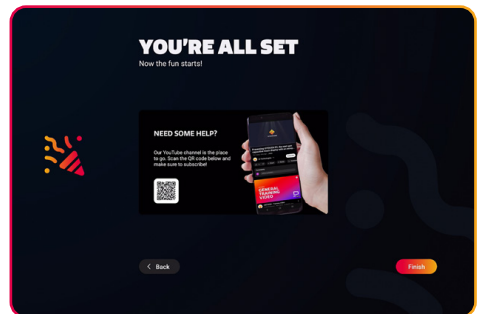 YOU'RE ALL SET
Now the fun starts!
NEED SOME HELP?
Our YouTube channel is the place
to go. Scan the QR code below and
make sure to subscribe!
GENERAL
TRAINING
VIDEO
Back
Finish